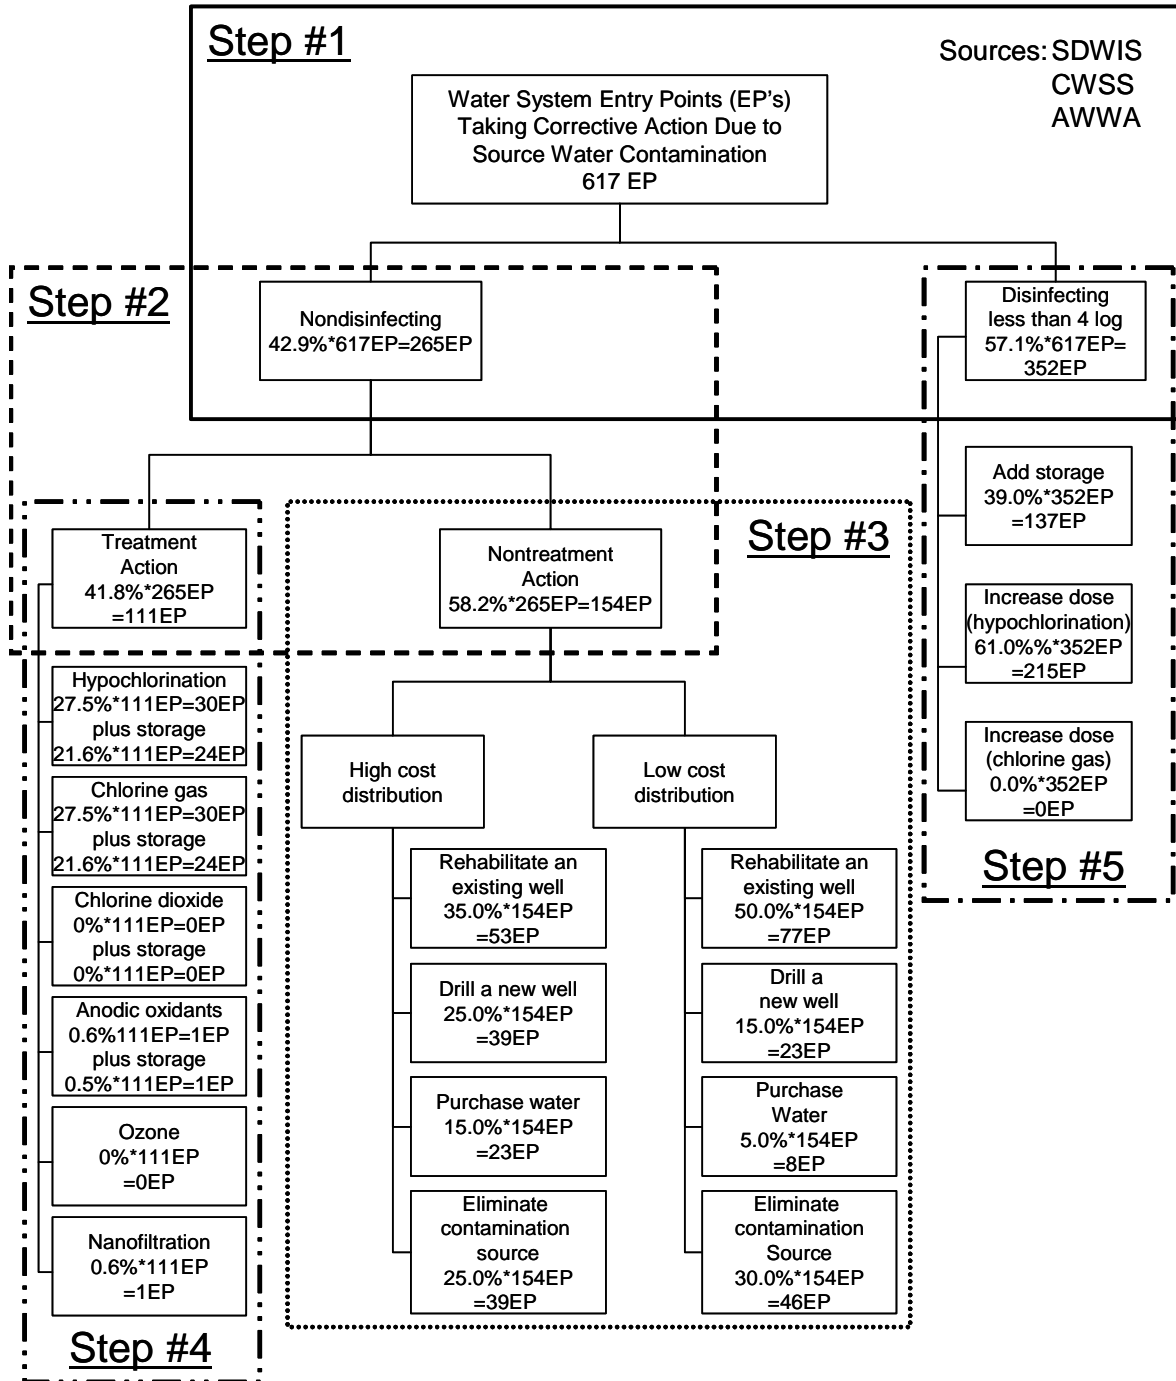 Step #1
Sources: SDWIS
CWSS
AWWA
Water System Entry Points (EP's)
Taking Corrective Action Due to
Source Water Contamination
617 EP
Step #2
Nondisinfecting
42.9%*617EP=265EP
Disinfecting
less than 4 log
57.1%*617EP=
352EP
Treatment
Action
41.8%*265EP
=111EP
Nontreatment
Action
58.2%*265EP=154EP
Step #3
Add storage
39.0%*352EP
=137EP
Increase dose
(hypochlorination)
61.0%%*352EP
=215EP
Increase dose
(chlorine gas)
0.0%*352EP
=0EP
Step #5
Hypochlorination
27.5%*111EP=30EP
plus storage
21.6%*111EP=24EP
Chlorine gas
27.5%*111EP=30EP
plus storage
21.6%*111EP=24EP
Chlorine dioxide
0%*111EP=0EP
plus storage
0%*111EP=0EP
Anodic oxidants
0.6%111EP=1EP
plus storage
0.5%*111EP=1EP
Ozone
0%*111EP
=0EP
Nanofiltration
0.6%*111EP
=1EP
Step #4
High cost
distribution
Rehabilitate an
existing well
35.0%*154EP
=53EP
Drill a new well
25.0%*154EP
=39EP
Purchase water
15.0%*154EP
=23EP
Eliminate
contamination
source
25.0%*154EP
=39EP
Low cost
distribution
Rehabilitate an
existing well
50.0%*154EP
=77EP
Drill a
new well
15.0%*154EP
=23EP
Purchase
Water
5.0%*154EP
=8EP
Eliminate
contamination
Source
30.0%*154EP
=46EP